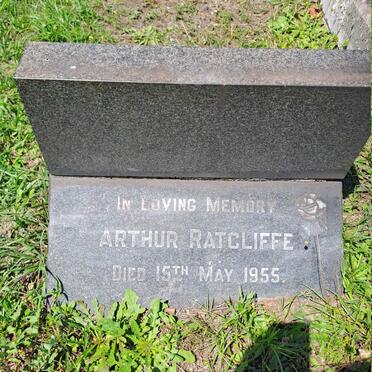 In Loving Memory
ARTHUR RATCLIFFE
Died 15TH May 1955.